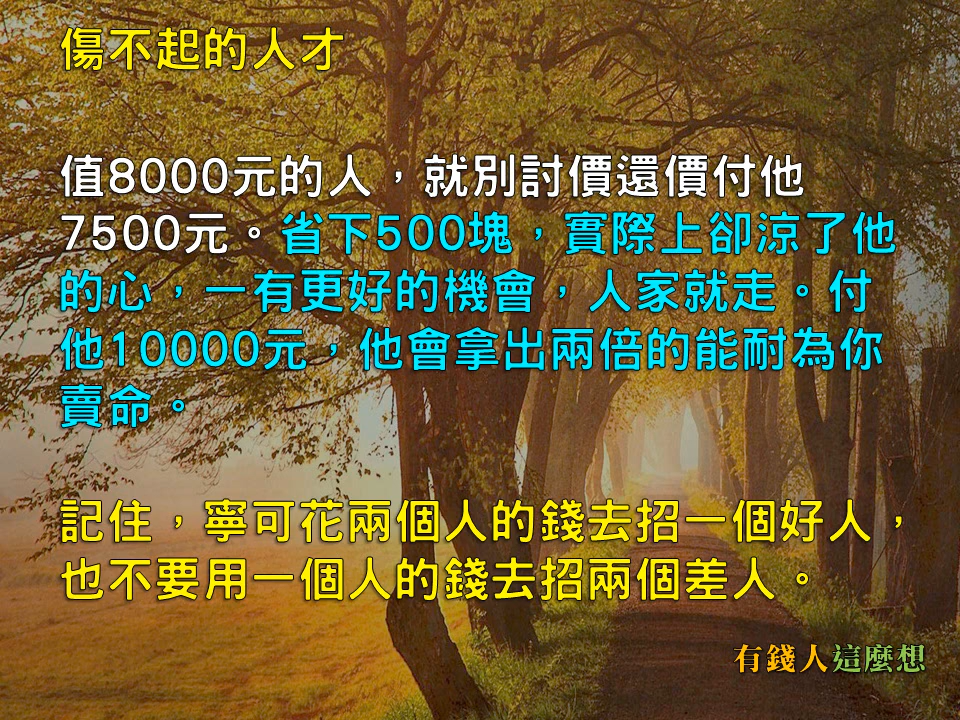 傷不起的人才
值8000元的人，就別討價還價付他
7500元。省下500塊，實際上卻涼了他
的心，一有更好的機會，人家就走。付
他10000元，他會拿出兩倍的能耐為你
賣命。
記住，寧可花兩個人的錢去招一個好人，
也不要用一個人的錢去招兩個差人。
有錢人這麼想